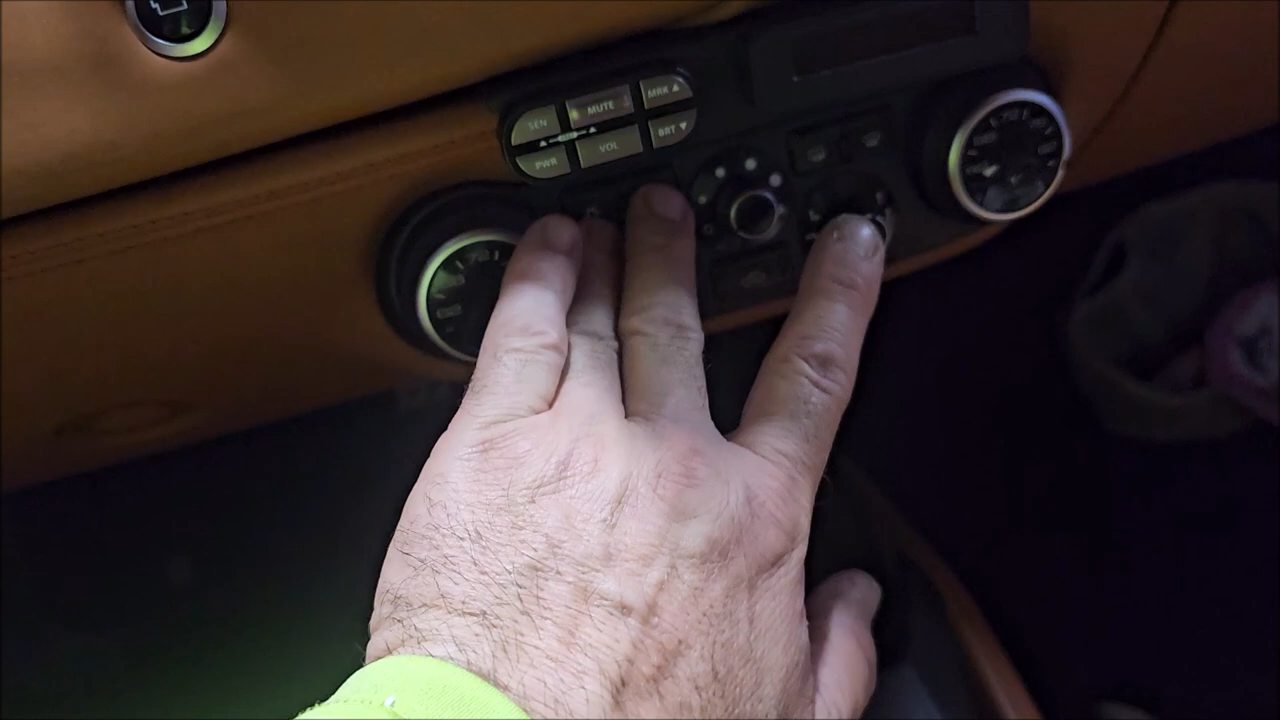 SEN MUTE MRK ▲
PWR VOL BRT ▼